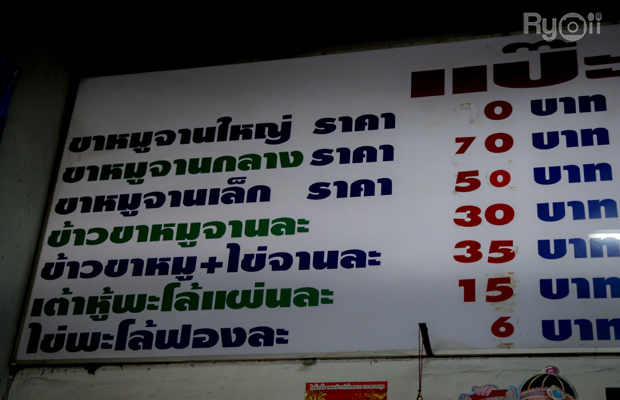 Ryoii
แป๊ะ
ขาหมูจานใหญ่ ราคา 0 บาท
ขาหมูจานกลาง ราคา 70 บาท
ขาหมูจานเล็ก ราคา 50 บาท
ข้าวขาหมูจานละ 30 บาท
ข้าวขาหมู+ไข่จานละ 35 บาท
เต้าหู้พะโล้แผ่นละ 15 บาท
ไข่พะโล้ฟองละ 6 บาท